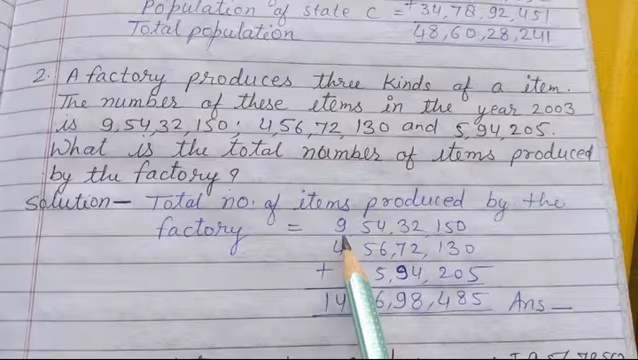 Population of state C = +34,78,92,451
Total population 48,60,28,241
2. A factory produces three kinds of a item.
The number of these items in the year 2003
is 9,54,32,150; 4,56,72,130 and 5,94,205.
What is the total number of items produced
by the factory?
Solution— Total no. of items produced by the
factory = 9,54,32,150
4 56,72,130
+ 5,94,205
14 6,98,485 Ans—